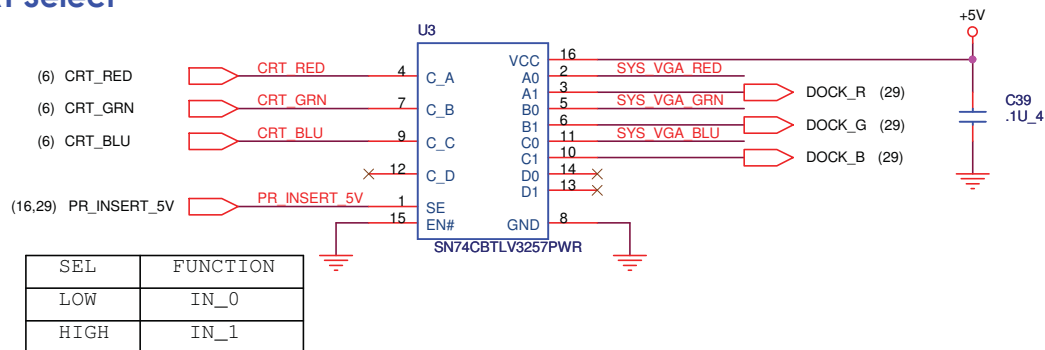 Select
+5V
U3
(6) CRT_RED CRT_RED 4 C_A VCC 16
A0 2 SYS_VGA_RED
A1 3 DOCK_R (29)
(6) CRT_GRN CRT_GRN 7 C_B B0 5 SYS_VGA_GRN
B1 6 DOCK_G (29)
(6) CRT_BLU CRT_BLU 9 C_C C0 11 SYS_VGA_BLU
C1 10 DOCK_B (29)
12 C_D D0 14
D1 13
(16,29) PR_INSERT_5V PR_INSERT_5V 1 SE
15 EN# GND 8
SN74CBTLV3257PWR
C39
.1U_4
SEL FUNCTION
LOW IN_0
HIGH IN_1